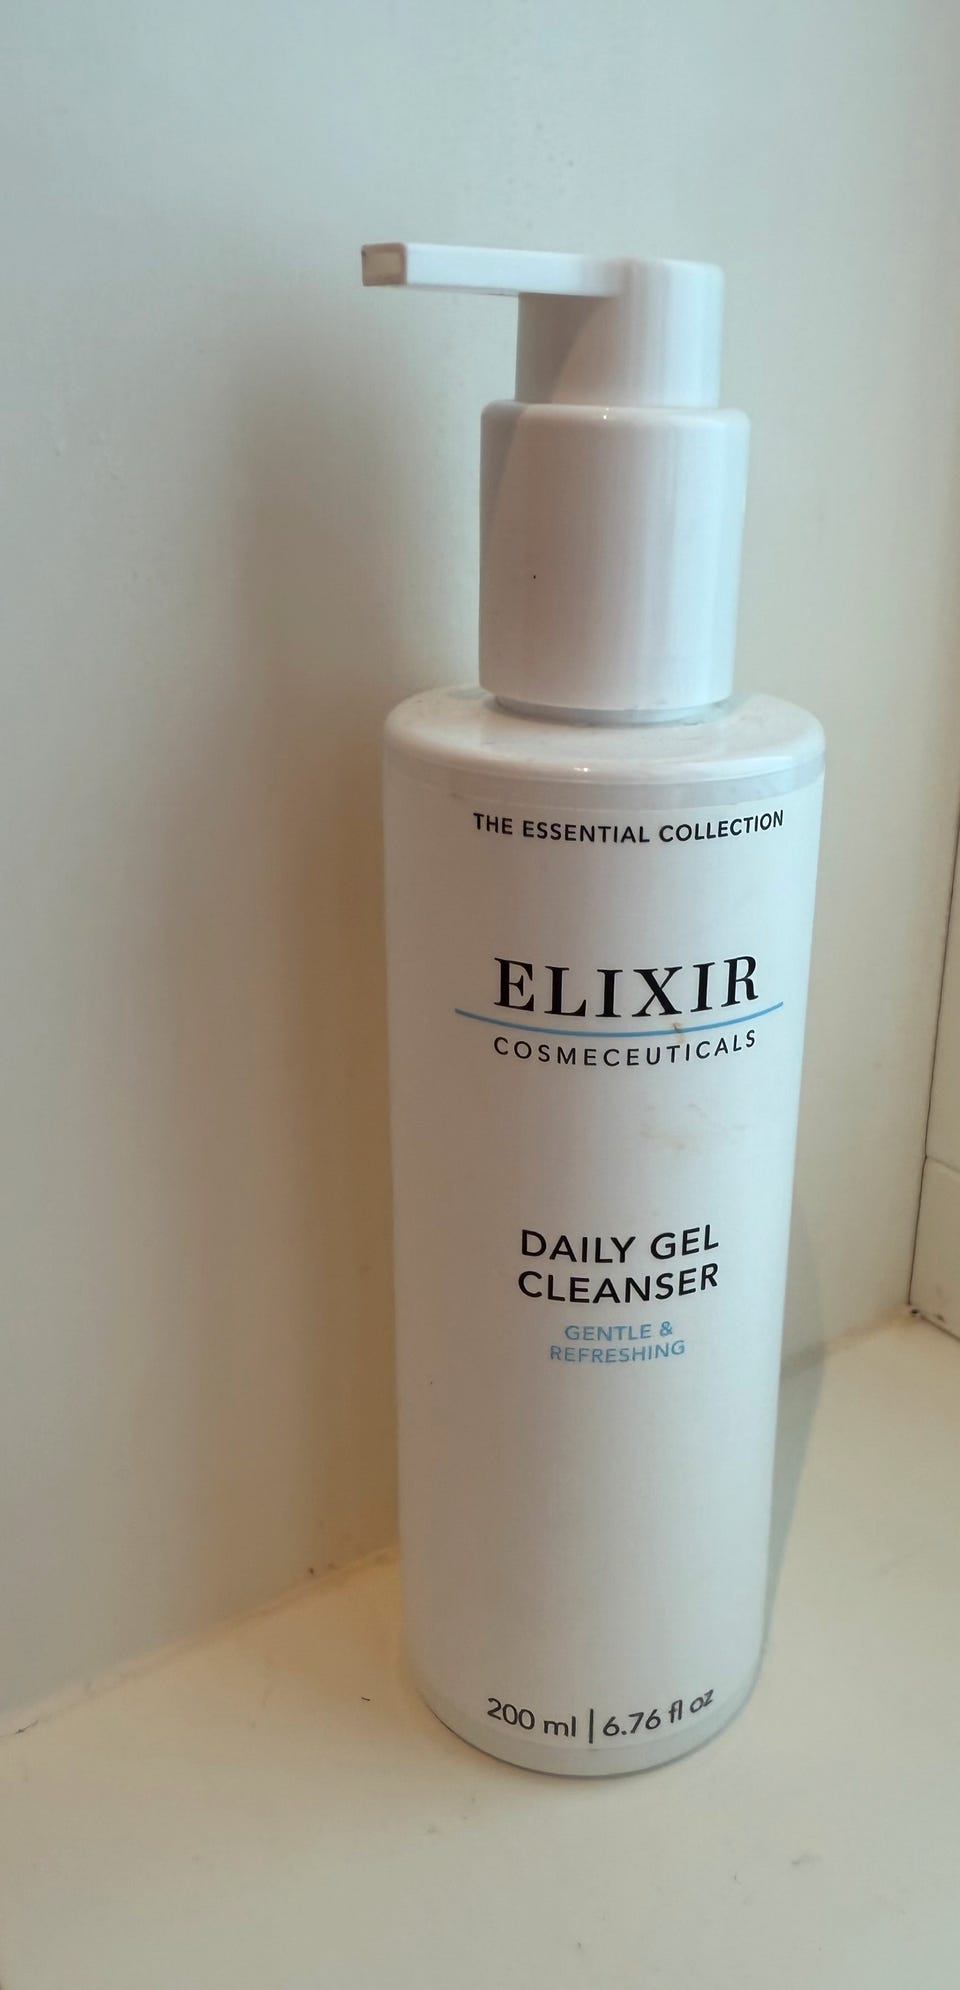 THE ESSENTIAL COLLECTION
ELIXIR
COSMECEUTICALS
DAILY GEL
CLEANSER
GENTLE &
REFRESHING
200 ml | 6.76 fl oz